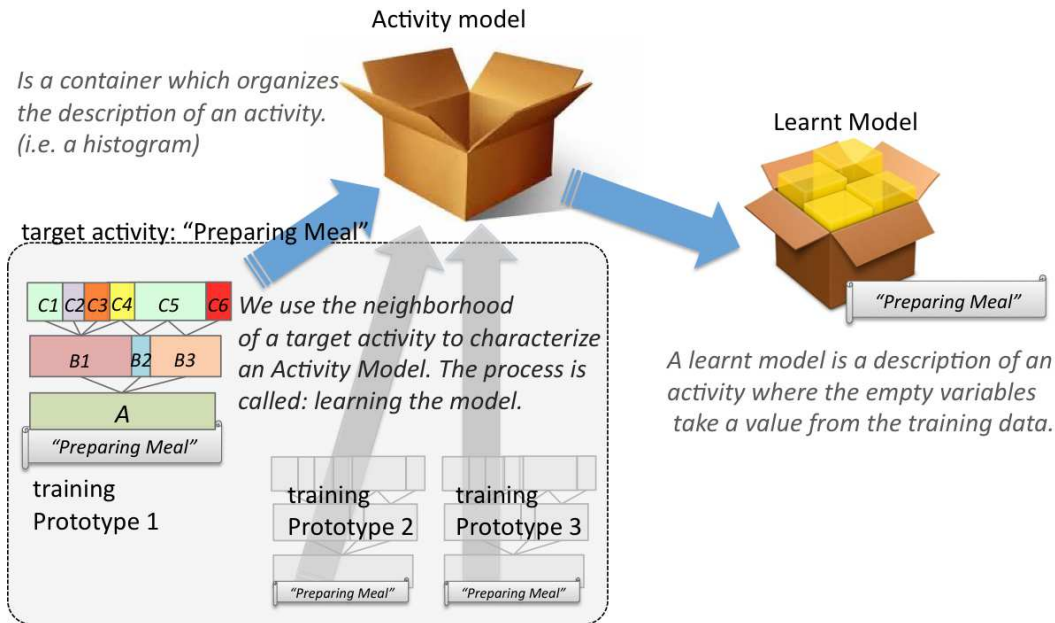 Activity model
Is a container which organizes
the description of an activity.
(i.e. a histogram)
Learnt Model
"Preparing Meal"
A learnt model is a description of an
activity where the empty variables
take a value from the training data.
target activity: "Preparing Meal"
C1 C2 C3 C4 C5 C6
B1 B2 B3
A
"Preparing Meal"
training
Prototype 1
We use the neighborhood
of a target activity to characterize
an Activity Model. The process is
called: learning the model.
training
Prototype 2
"Preparing Meal"
training
Prototype 3
"Preparing Meal"